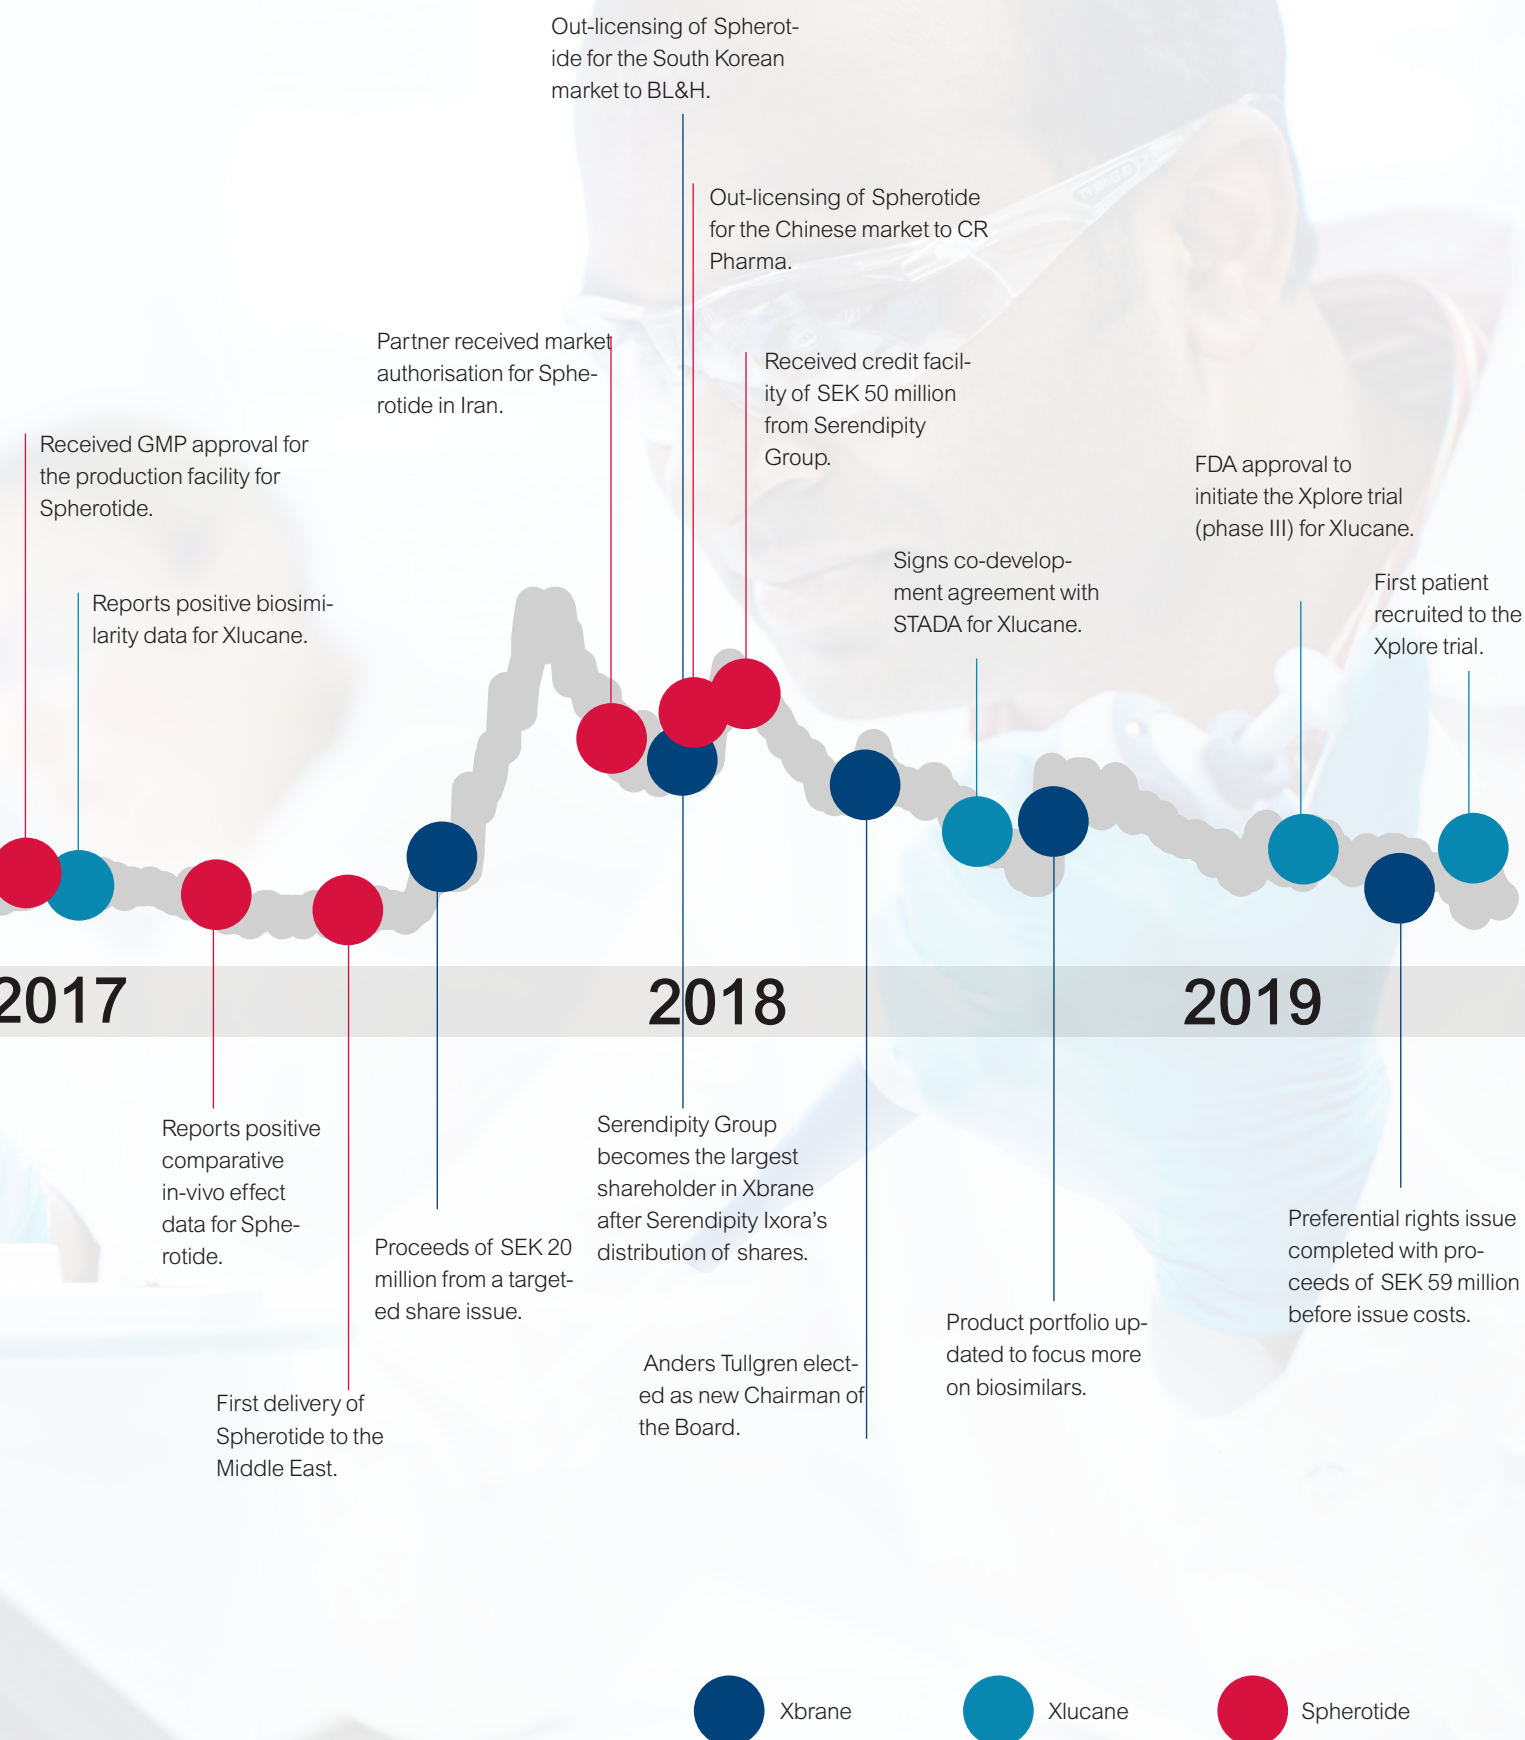 Out-licensing of Spherot-
ide for the South Korean
market to BL&H.
Out-licensing of Spherotide
for the Chinese market to CR
Pharma.
Partner received market
authorisation for Sphe-
rotide in Iran.
Received credit facil-
ity of SEK 50 million
from Serendipity
Group.
Received GMP approval for
the production facility for
Spherotide.
FDA approval to
initiate the Xplore trial
(phase III) for Xlucane.
Signs co-develop-
ment agreement with
STADA for Xlucane.
First patient
recruited to the
Xplore trial.
Reports positive biosimi-
larity data for Xlucane.
2017
2018
2019
Reports positive
comparative
in-vivo effect
data for Sphe-
rotide.
Serendipity Group
becomes the largest
shareholder in Xbrane
after Serendipity Ixora’s
distribution of shares.
Proceeds of SEK 20
million from a target-
ed share issue.
Preferential rights issue
completed with pro-
ceeds of SEK 59 million
before issue costs.
Product portfolio up-
dated to focus more
on biosimilars.
Anders Tullgren elect-
ed as new Chairman of
the Board.
First delivery of
Spherotide to the
Middle East.
Xbrane
Xlucane
Spherotide